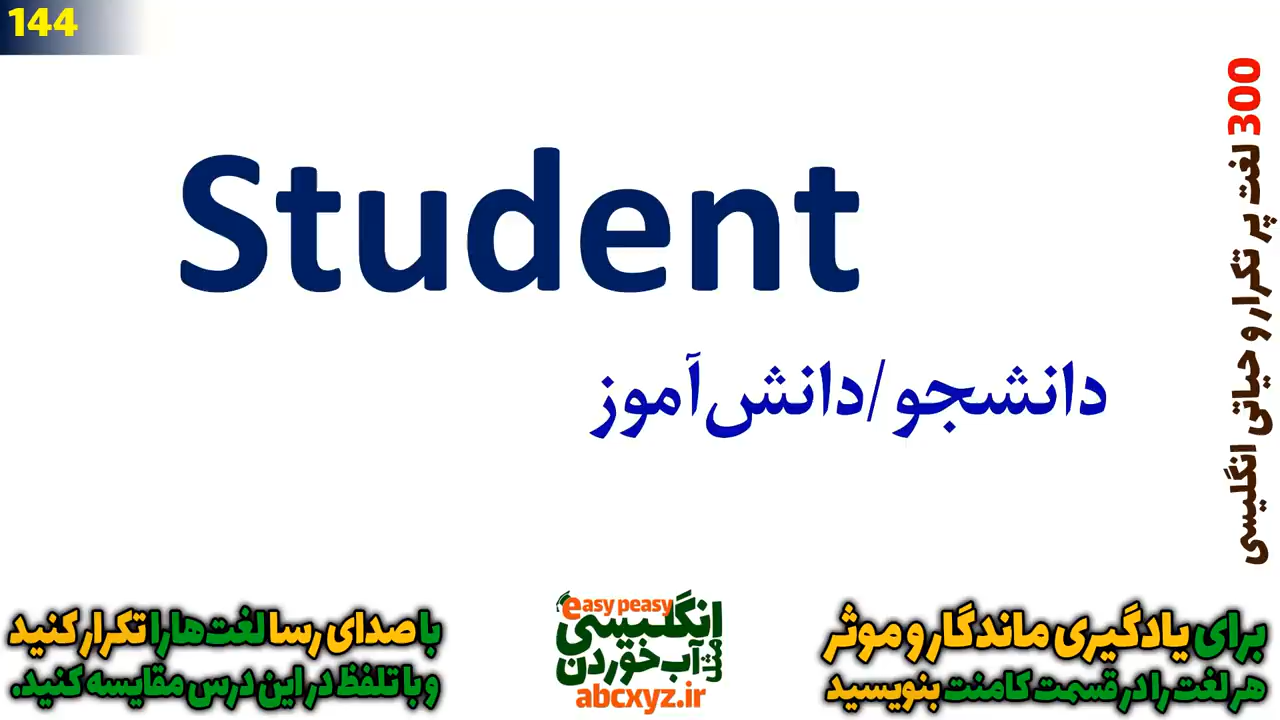 144
Student
دانشجو/دانش‌آموز
300 لغت پر تکرار و حیاتی انگلیسی
برای یادگیری ماندگار و موثر
هر لغت را در قسمت کامنت بنویسید
easy peasy
انگلیسی
مثل
آب خوردن
abcxyz.ir
با صدای رسا لغت‌ها را تکرار کنید
و با تلفظ در این درس مقایسه کنید.